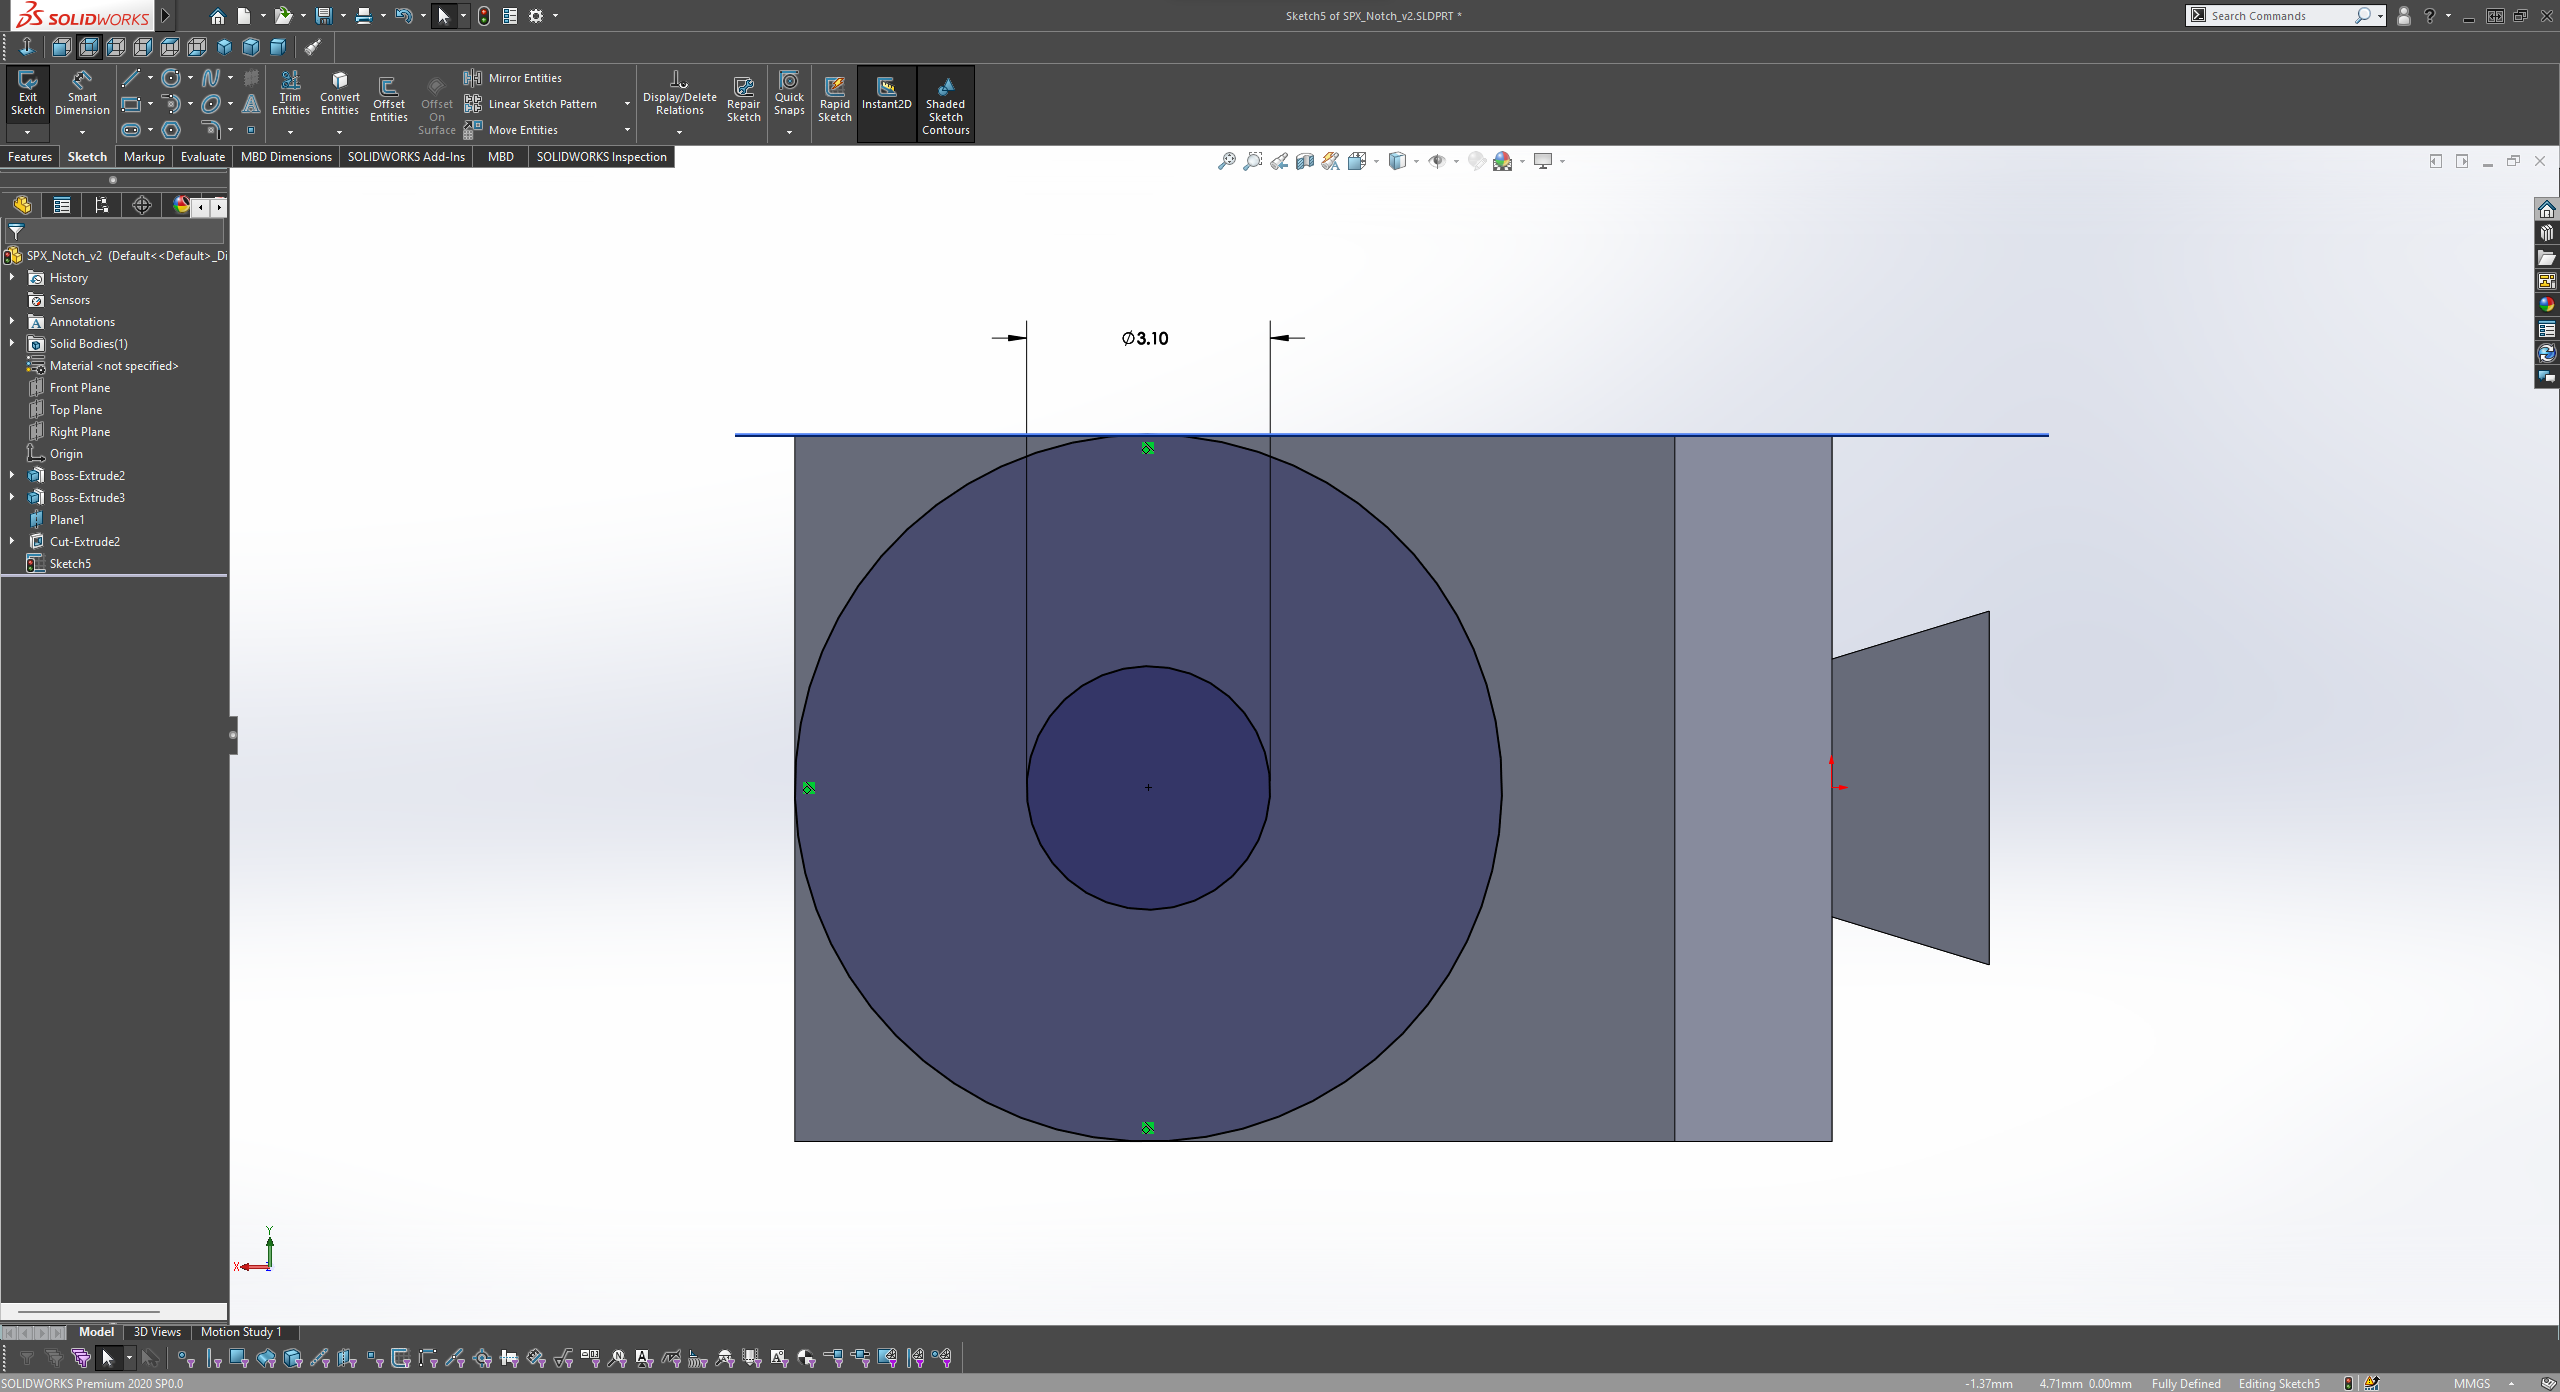 SOLIDWORKS
Sketch5 of SPX_Notch_v2.SLDPRT *
Search Commands
Exit Sketch
Smart Dimension
Trim Entities
Convert Entities
Offset Entities
Offset On Surface
Mirror Entities
Linear Sketch Pattern
Move Entities
Display/Delete Relations
Repair Sketch
Quick Snaps
Rapid Sketch
Instant2D
Shaded Sketch Contours
Features
Sketch
Markup
Evaluate
MBD Dimensions
SOLIDWORKS Add-Ins
MBD
SOLIDWORKS Inspection
SPX_Notch_v2 (Default<<Default>_Di
History
Sensors
Annotations
Solid Bodies(1)
Material <not specified>
Front Plane
Top Plane
Right Plane
Origin
Boss-Extrude2
Boss-Extrude3
Plane1
Cut-Extrude2
Sketch5
Ø3.10
Y
X
Model
3D Views
Motion Study 1
SOLIDWORKS Premium 2020 SP0.0
-1.37mm
4.71mm 0.00mm
Fully Defined
Editing Sketch5
MMGS